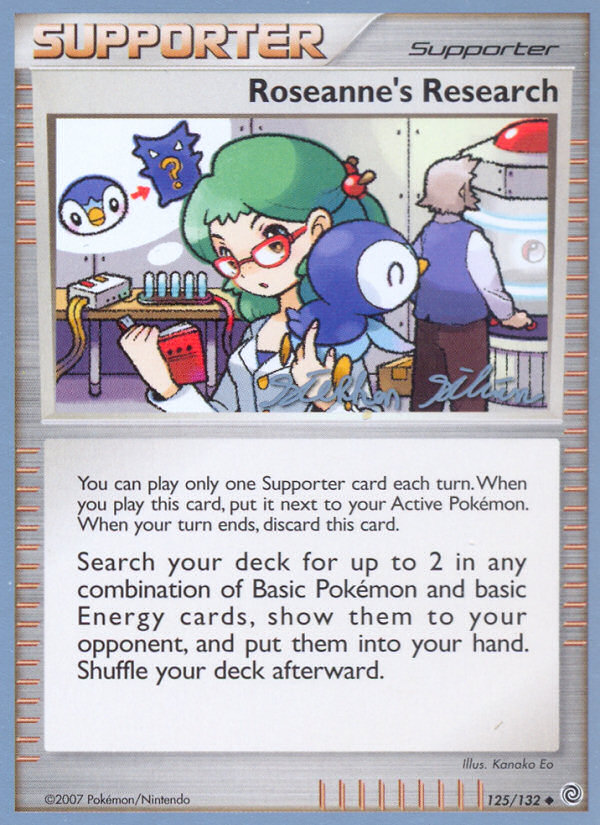 SUPPORTER
Supporter
Roseanne's Research
?
Stephen Silvestro
You can play only one Supporter card each turn. When
you play this card, put it next to your Active Pokémon.
When your turn ends, discard this card.
Search your deck for up to 2 in any
combination of Basic Pokémon and basic
Energy cards, show them to your
opponent, and put them into your hand.
Shuffle your deck afterward.
Illus. Kanako Eo
©2007 Pokémon/Nintendo
125/132